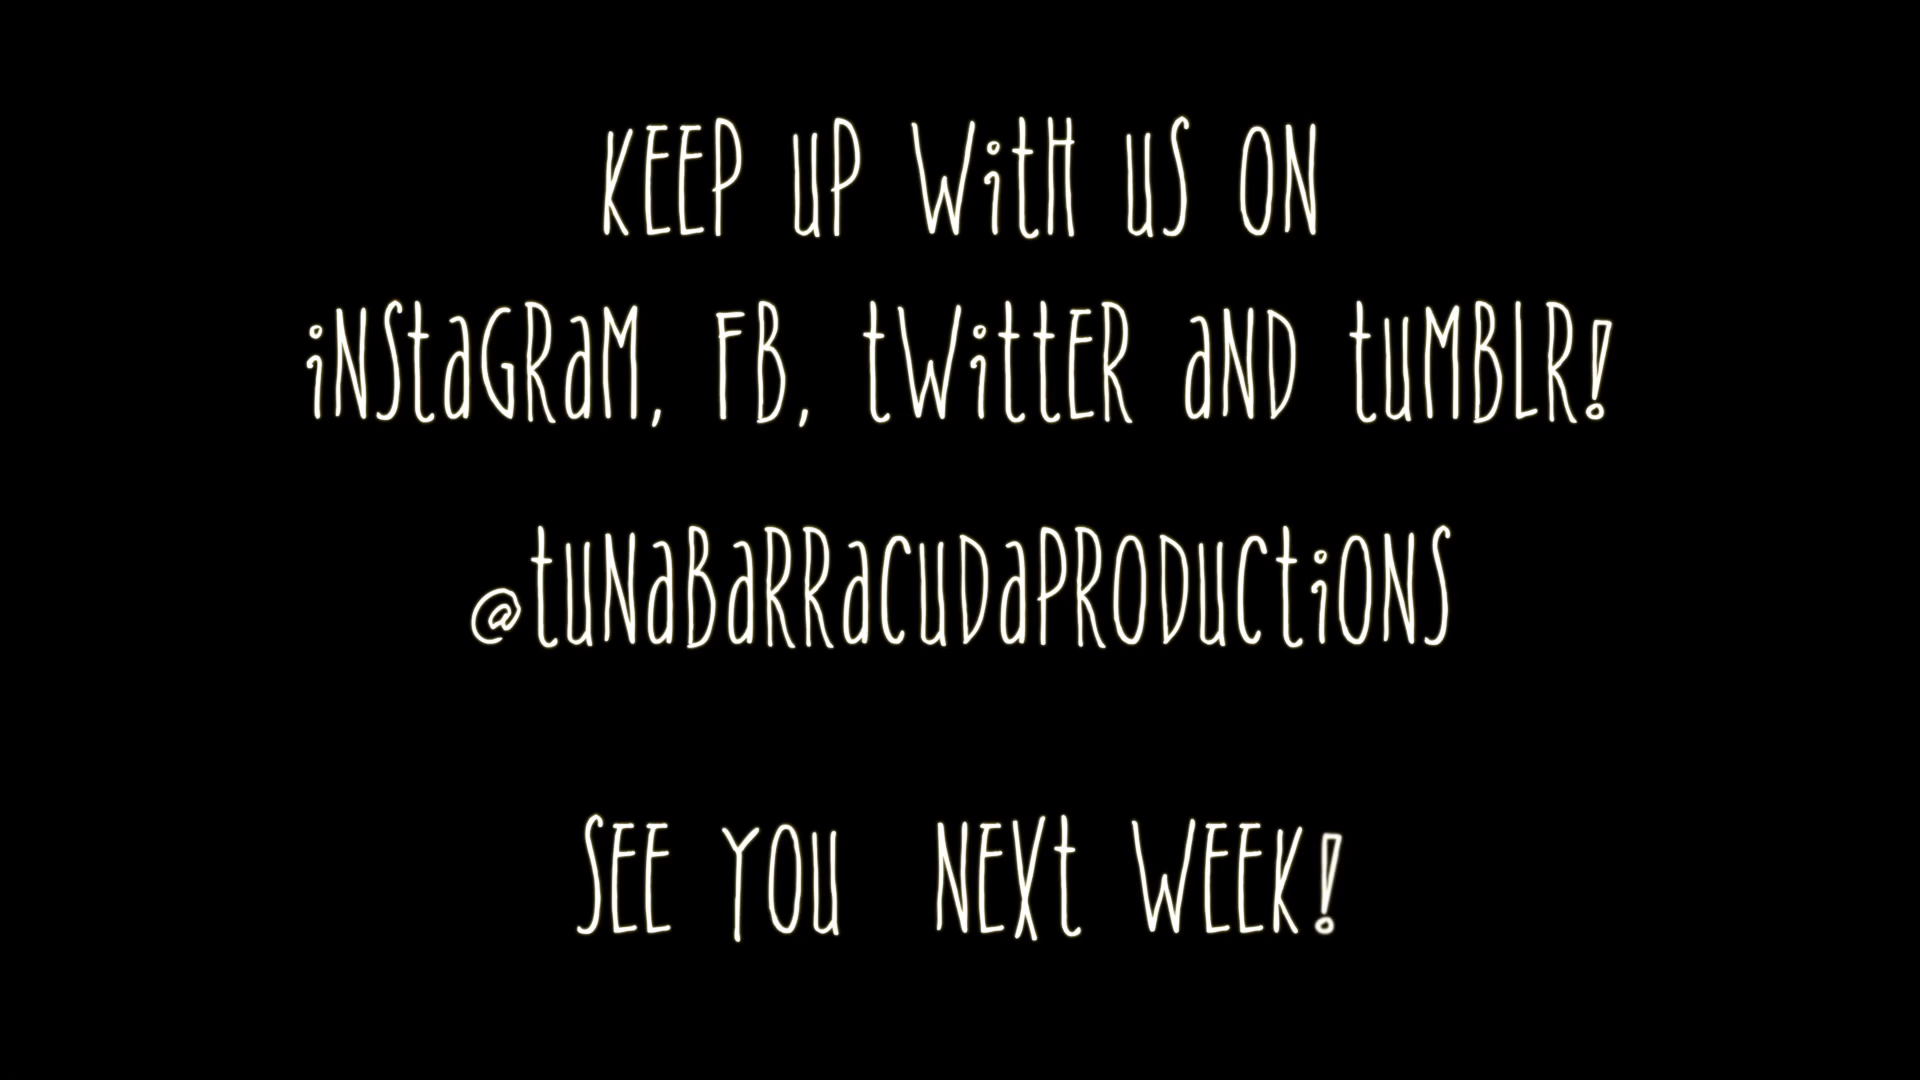 KEEP UP WitH US ON
iNStaGRaM, FB, tWittER aND tUMBLR!
@tUNaBaRRaCUDaPRODUCtiONS
SEE YOU NEXt WEEK!